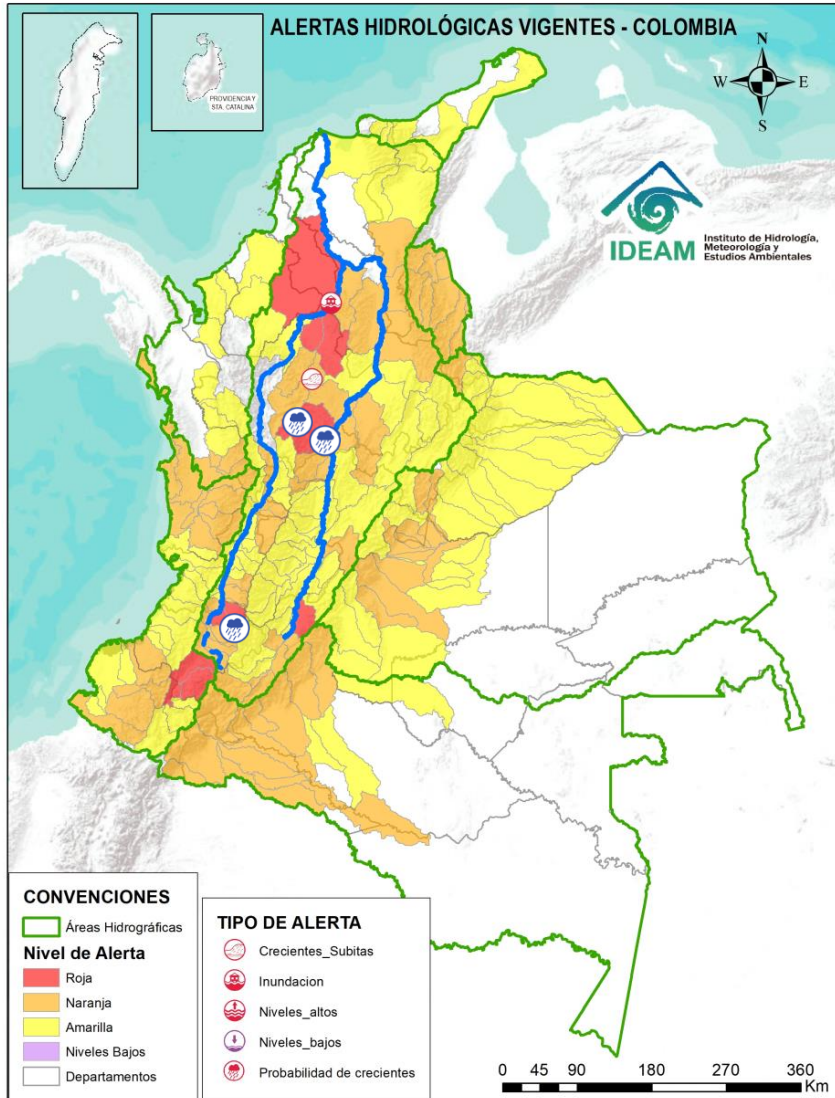 ALERTAS HIDROLÓGICAS VIGENTES - COLOMBIA
PROVIDENCIA Y
STA. CATALINA
N
W
E
S
IDEAM
Instituto de Hidrología,
Meteorología y
Estudios Ambientales
CONVENCIONES
Áreas Hidrográficas
Nivel de Alerta
Roja
Naranja
Amarilla
Niveles Bajos
Departamentos
TIPO DE ALERTA
Crecientes_Subitas
Inundacion
Niveles_altos
Niveles_bajos
Probabilidad de crecientes
0 45 90 180 270 360
Km